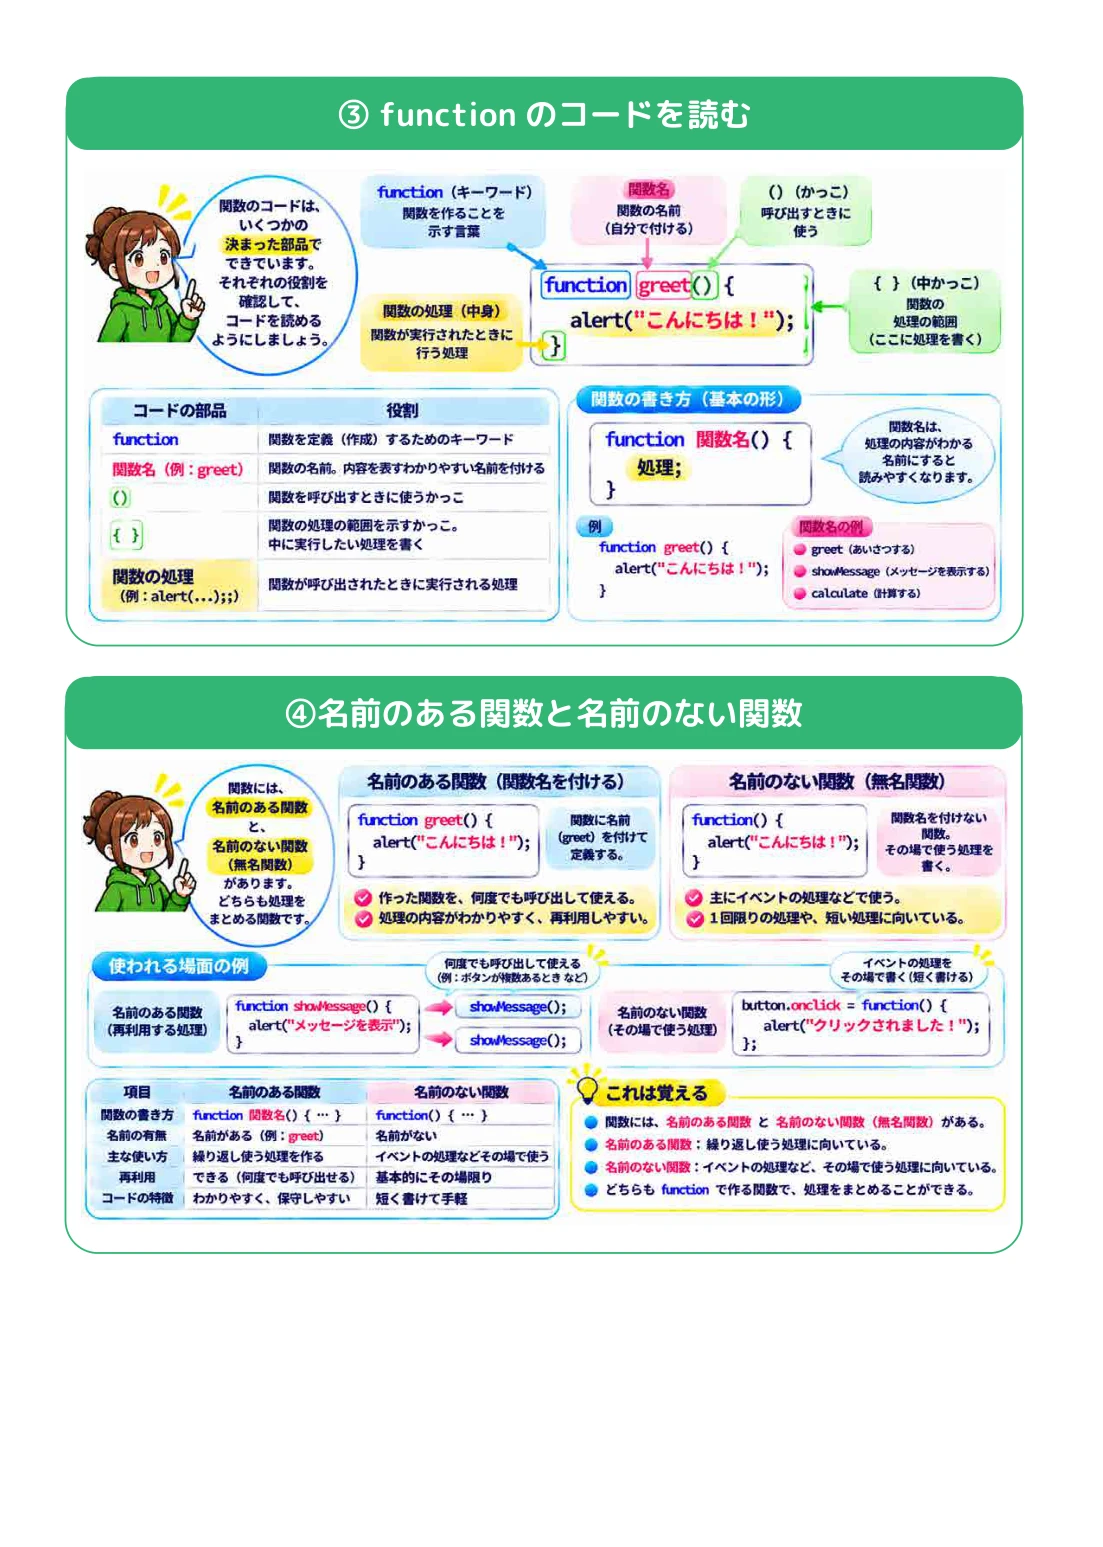 ③ function のコードを読む
関数のコードは、
いくつかの
決まった部品で
できています。
それぞれの役割を
確認して、
コードを読める
ようにしましょう。
function（キーワード）
関数を作ることを
示す言葉
関数名
関数の名前
（自分で付ける）
()（かっこ）
呼び出すときに
使う
関数の処理（中身）
関数が実行されたときに
行う処理
function greet() {
alert("こんにちは！");
}
{ }（中かっこ）
関数の
処理の範囲
（ここに処理を書く）
コードの部品 役割
function 関数を定義（作成）するためのキーワード
関数名（例：greet） 関数の名前。内容を表すわかりやすい名前を付ける
() 関数を呼び出すときに使うかっこ
{ } 関数の処理の範囲を示すかっこ。
中に実行したい処理を書く
関数の処理
（例：alert(...);;） 関数が呼び出されたときに実行される処理
関数の書き方（基本の形）
function 関数名() {
処理;
}
関数名は、
処理の内容がわかる
名前にすると
読みやすくなります。
例
function greet() {
alert("こんにちは！");
}
関数名の例
greet（あいさつする）
showMessage（メッセージを表示する）
calculate（計算する）
④名前のある関数と名前のない関数
関数には、
名前のある関数
と、
名前のない関数
（無名関数）
があります。
どちらも処理を
まとめる関数です。
名前のある関数（関数名を付ける）
function greet() {
alert("こんにちは！");
}
関数に名前
（greet）を付けて
定義する。
作った関数を、何度でも呼び出して使える。
処理の内容がわかりやすく、再利用しやすい。
名前のない関数（無名関数）
function() {
alert("こんにちは！");
}
関数名を付けない
関数。
その場で使う処理を
書く。
主にイベントの処理などで使う。
1回限りの処理や、短い処理に向いている。
使われる場面の例
何度でも呼び出して使える
（例：ボタンが複数あるとき など）
イベントの処理を
その場で書く（短く書ける）
名前のある関数
（再利用する処理）
function showMessage() {
alert("メッセージを表示");
}
showMessage();
showMessage();
名前のない関数
（その場で使う処理）
button.onclick = function() {
alert("クリックされました！");
};
項目 名前のある関数 名前のない関数
関数の書き方 function 関数名() { … } function() { … }
名前の有無 名前がある（例：greet） 名前がない
主な使い方 繰り返し使う処理を作る イベントの処理などその場で使う
再利用 できる（何度でも呼び出せる） 基本的にその場限り
コードの特徴 わかりやすく、保守しやすい 短く書けて手軽
これは覚える
関数には、名前のある関数 と 名前のない関数（無名関数）がある。
名前のある関数：繰り返し使う処理に向いている。
名前のない関数：イベントの処理など、その場で使う処理に向いている。
どちらも function で作る関数で、処理をまとめることができる。